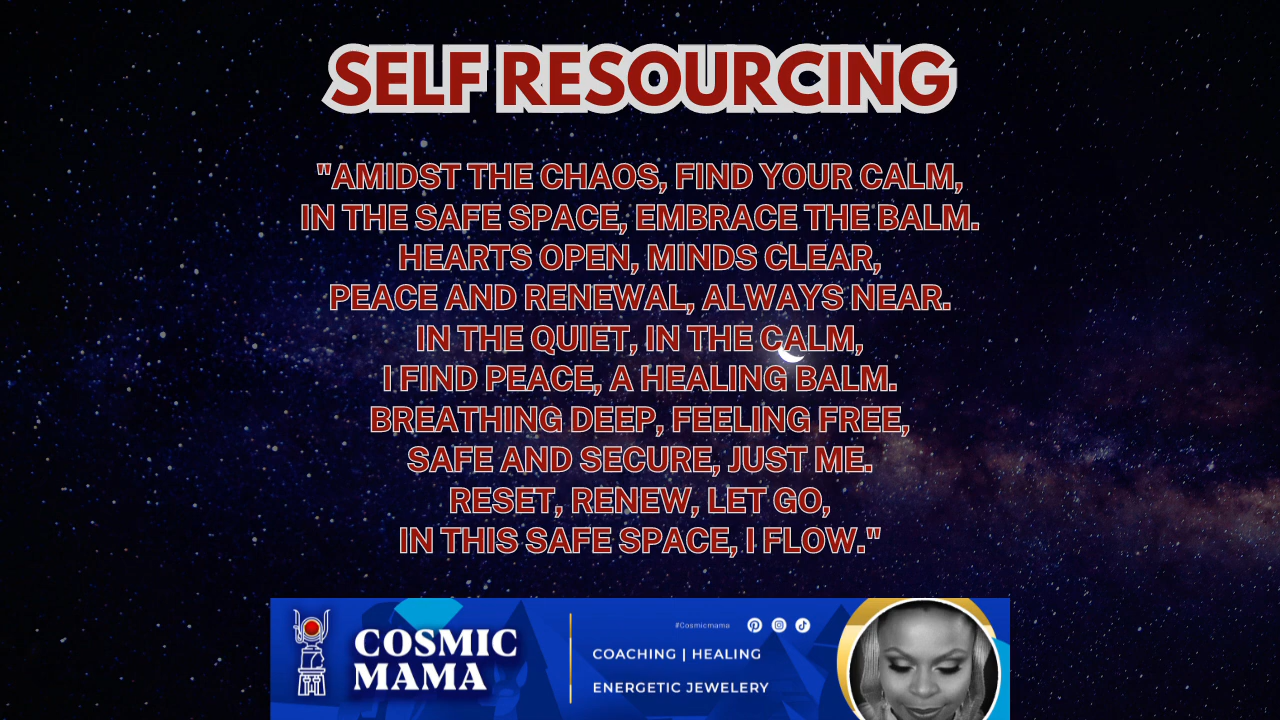 SELF RESOURCING
"AMIDST THE CHAOS, FIND YOUR CALM,
IN THE SAFE SPACE, EMBRACE THE BALM.
HEARTS OPEN, MINDS CLEAR,
PEACE AND RENEWAL, ALWAYS NEAR.
IN THE QUIET, IN THE CALM,
I FIND PEACE, A HEALING BALM.
BREATHING DEEP, FEELING FREE,
SAFE AND SECURE, JUST ME.
RESET, RENEW, LET GO,
IN THIS SAFE SPACE, I FLOW."
COSMIC
MAMA
#Cosmicmama
COACHING | HEALING
ENERGETIC JEWELERY